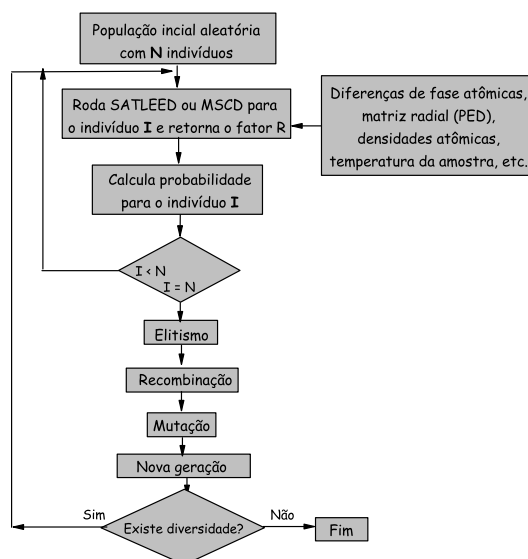 População incial aleatória
com N indivíduos
Roda SATLEED ou MSCD para
o indivíduo I e retorna o fator R
Diferenças de fase atômicas,
matriz radial (PED),
densidades atômicas,
temperatura da amostra, etc.
Calcula probabilidade
para o indivíduo I
I < N
I = N
Elitismo
Recombinação
Mutação
Nova geração
Sim
Existe diversidade?
Não
Fim